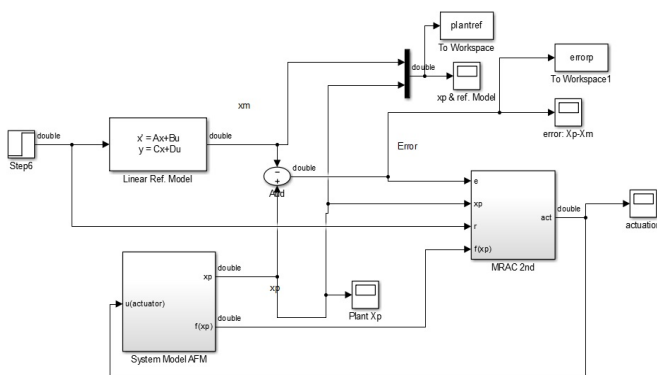 plantref
To Workspace
double
xp & ref. Model
errorp
To Workspace1
error: Xp-Xm
xm
double
Step6
x' = Ax+Bu
y = Cx+Du
double
Linear Ref. Model
Error
double
Add
e
xp
r
f(xp)
act
double
MRAC 2nd
actuation
u(actuator)
xp
double
xp
f(xp)
double
System Model AFM
Plant Xp